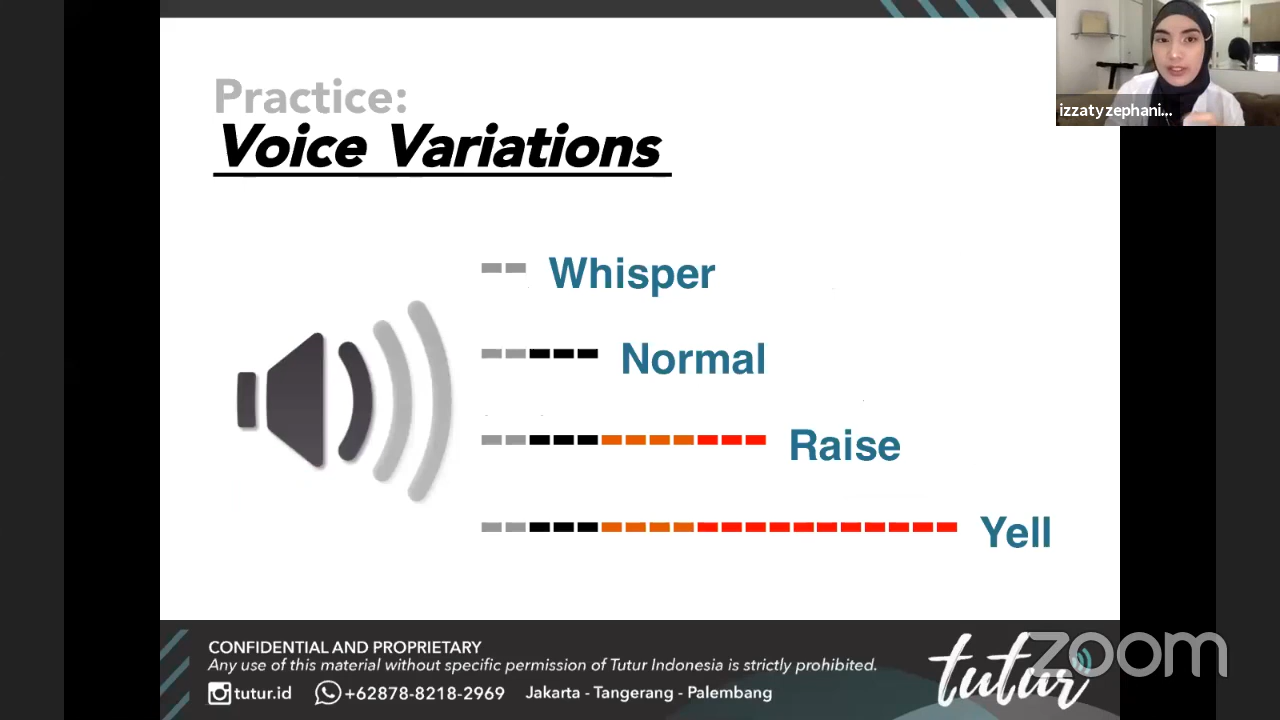 Practice:
Voice Variations
izzatyzephani...
Whisper
Normal
Raise
Yell
CONFIDENTIAL AND PROPRIETARY
Any use of this material without specific permission of Tutur Indonesia is strictly prohibited.
tutur.id +62878-8218-2969 Jakarta - Tangerang - Palembang
tutur
zoom